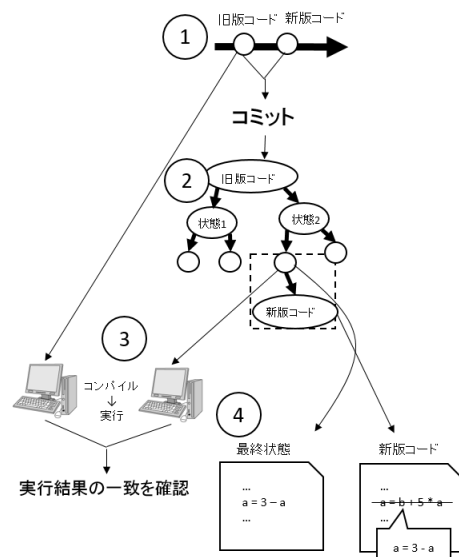 旧版コード 新版コード
1
コミット
2
旧版コード
状態1
状態2
新版コード
3
コンパイル
↓
実行
実行結果の一致を確認
4
最終状態
...
a = 3 – a
...
新版コード
...
a = b + 5 * a
...
a = 3 - a